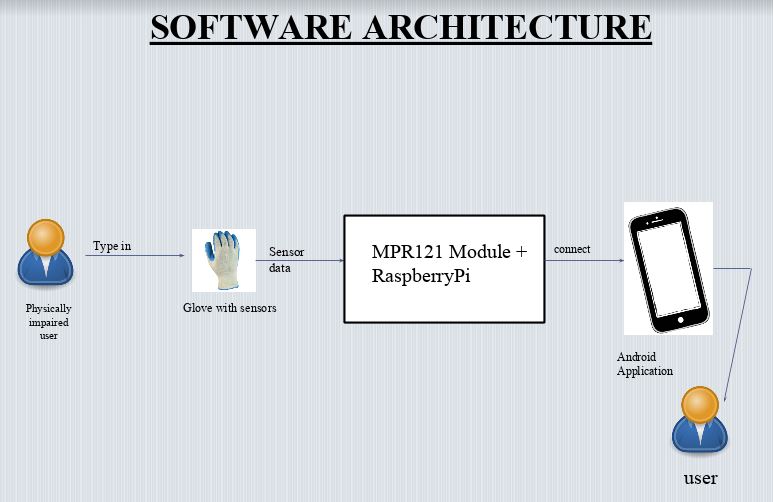 SOFTWARE ARCHITECTURE
Type in
Sensor
data
MPR121 Module +
RaspberryPi
connect
Physically
impaired
user
Glove with sensors
Android
Application
user